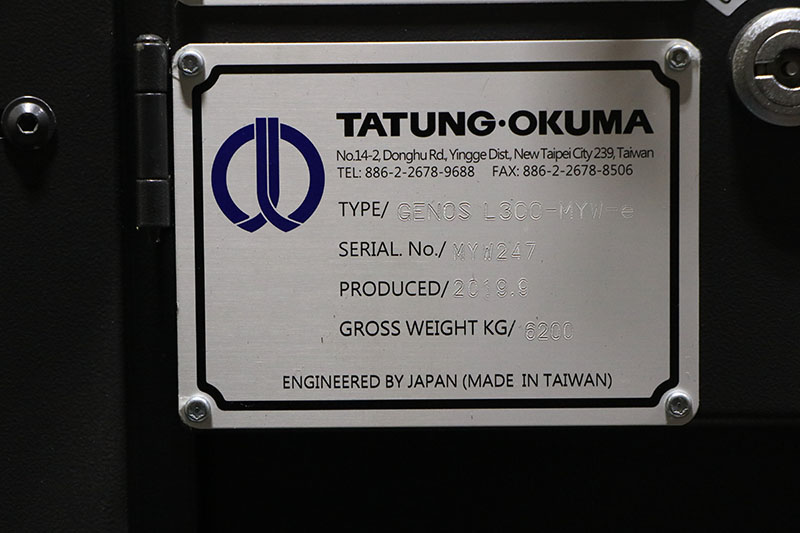 TATUNG·OKUMA
No.14-2, Donghu Rd., Yingge Dist., New Taipei City 239, Taiwan
TEL: 886-2-2678-9688 FAX: 886-2-2678-8506
TYPE/ GENOS L300-MYW-e
SERIAL. No./ MYW247
PRODUCED/ 2019.9
GROSS WEIGHT KG/ 6200
ENGINEERED BY JAPAN (MADE IN TAIWAN)